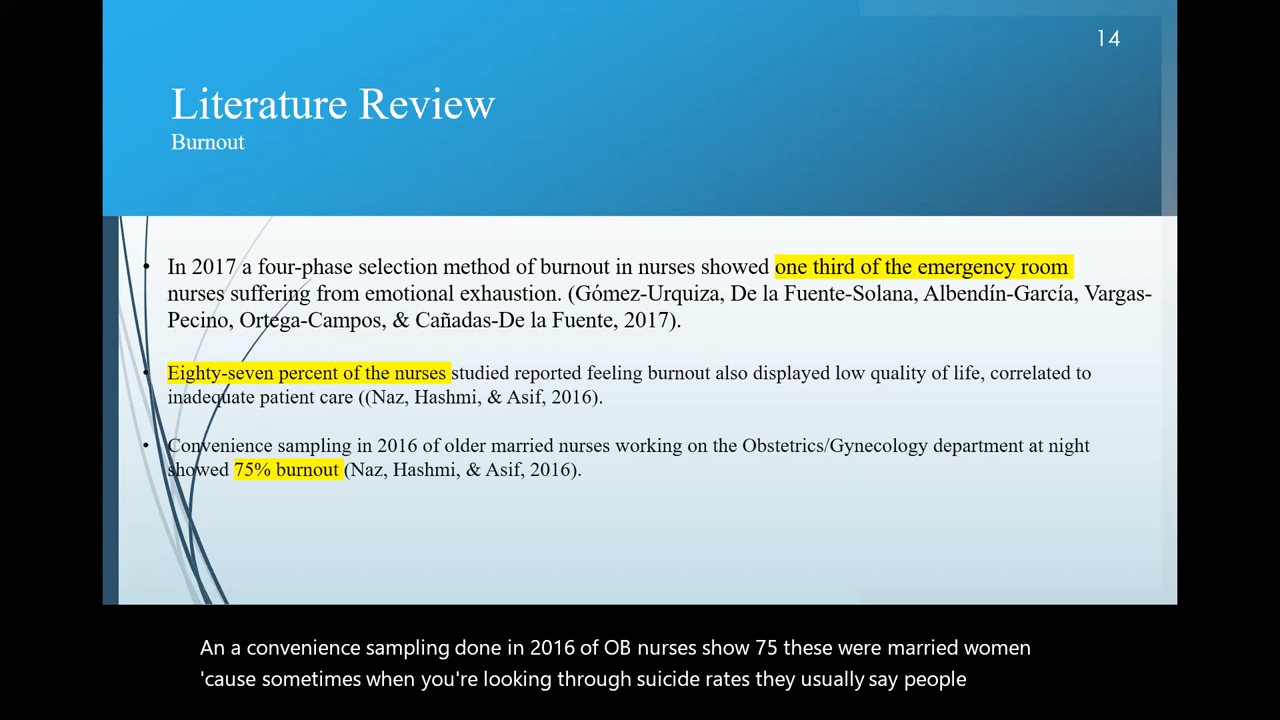 14
Literature Review
Burnout
• In 2017 a four-phase selection method of burnout in nurses showed one third of the emergency room
nurses suffering from emotional exhaustion. (Gómez-Urquiza, De la Fuente-Solana, Albendín-García, Vargas-
Pecino, Ortega-Campos, & Cañadas-De la Fuente, 2017).
• Eighty-seven percent of the nurses studied reported feeling burnout also displayed low quality of life, correlated to
inadequate patient care ((Naz, Hashmi, & Asif, 2016).
• Convenience sampling in 2016 of older married nurses working on the Obstetrics/Gynecology department at night
showed 75% burnout (Naz, Hashmi, & Asif, 2016).
An a convenience sampling done in 2016 of OB nurses show 75 these were married women
'cause sometimes when you're looking through suicide rates they usually say people